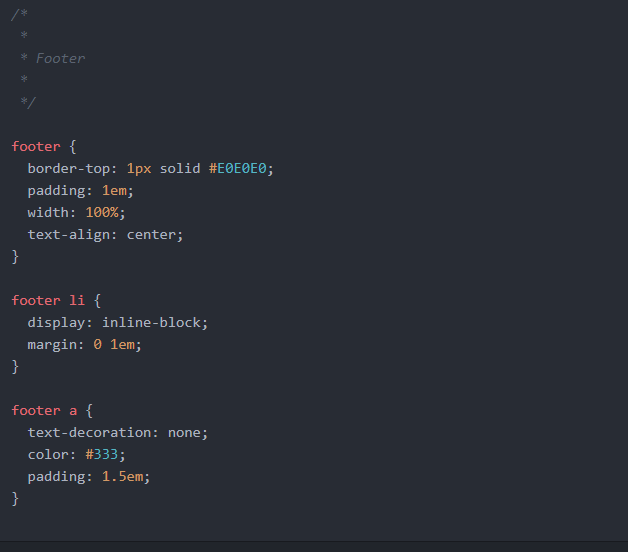 /*
 *
 * Footer
 *
 */

footer {
  border-top: 1px solid #E0E0E0;
  padding: 1em;
  width: 100%;
  text-align: center;
}

footer li {
  display: inline-block;
  margin: 0 1em;
}

footer a {
  text-decoration: none;
  color: #333;
  padding: 1.5em;
}